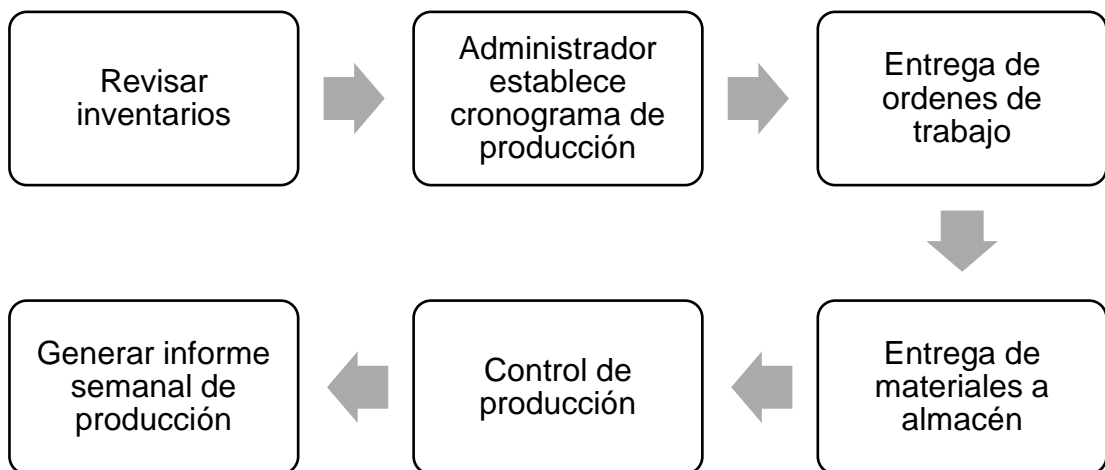 Revisar
inventarios
Administrador
establece
cronograma de
producción
Entrega de
ordenes de
trabajo
Entrega de
materiales a
almacén
Control de
producción
Generar informe
semanal de
producción